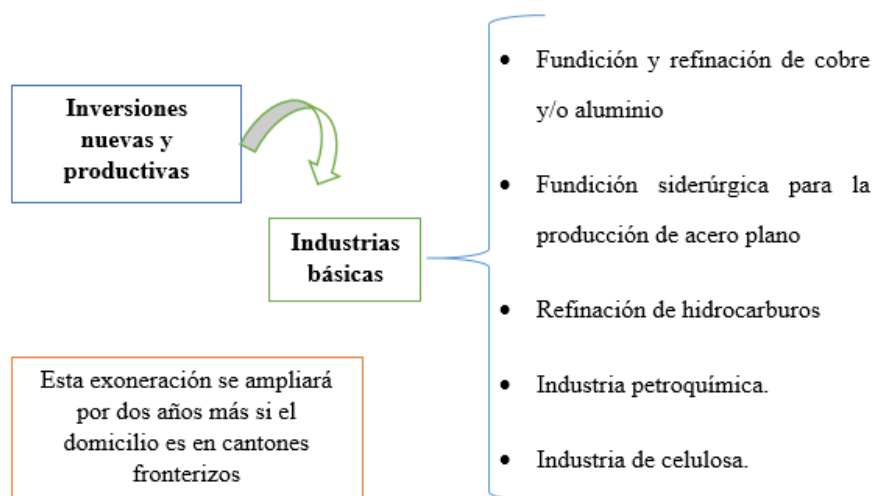 Inversiones
nuevas y
productivas
Industrias
básicas
• Fundición y refinación de cobre
y/o aluminio
• Fundición siderúrgica para la
producción de acero plano
• Refinación de hidrocarburos
• Industria petroquímica.
• Industria de celulosa.
Esta exoneración se ampliará
por dos años más si el
domicilio es en cantones
fronterizos